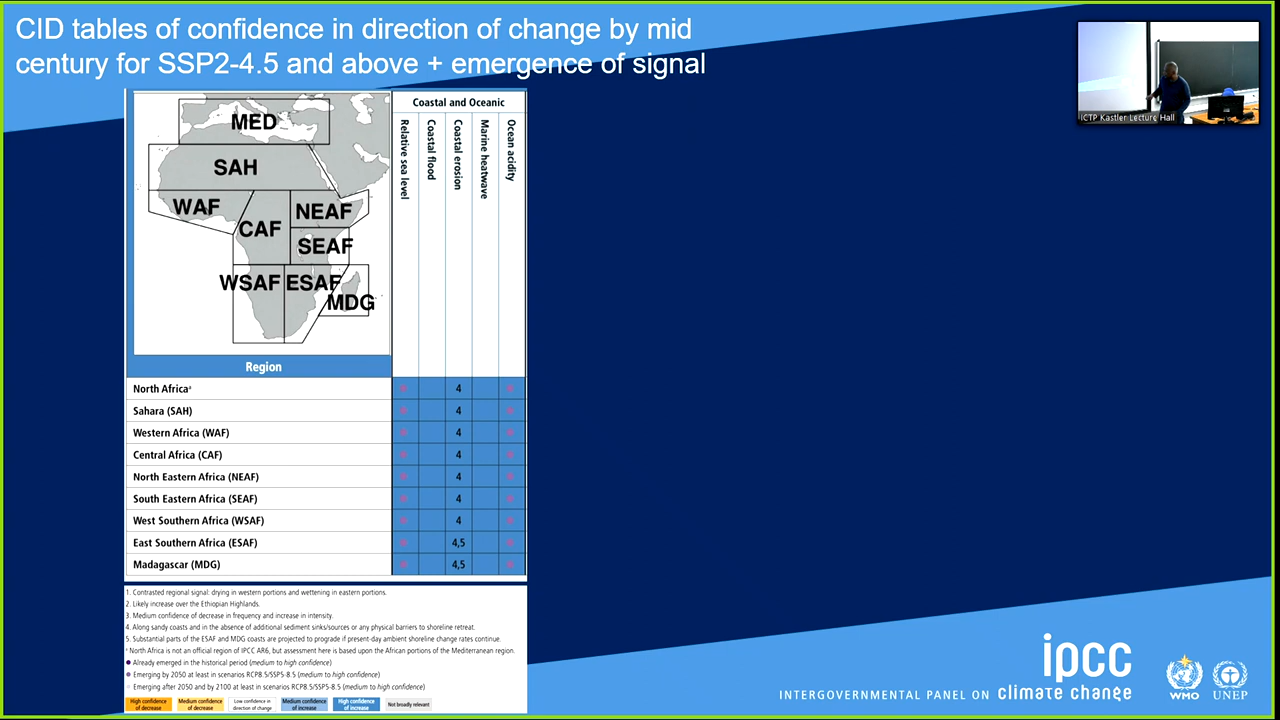 CID tables of confidence in direction of change by mid
century for SSP2-4.5 and above + emergence of signal
ICTP Kastler Lecture Hall
MED
SAH
WAF
CAF
NEAF
SEAF
WSAF
ESAF
MDG
Coastal and Oceanic
Relative sea level
Coastal flood
Coastal erosion
Marine heatwave
Ocean acidity
Region
North Africaᵃ 4
Sahara (SAH) 4
Western Africa (WAF) 4
Central Africa (CAF) 4
North Eastern Africa (NEAF) 4
South Eastern Africa (SEAF) 4
West Southern Africa (WSAF) 4
East Southern Africa (ESAF) 4,5
Madagascar (MDG) 4,5
1. Contrasted regional signal: drying in western portions and wettening in eastern portions.
2. Likely increase over the Ethiopian Highlands.
3. Medium confidence of decrease in frequency and increase in intensity.
4. Along sandy coasts and in the absence of additional sediment sinks/sources or any physical barriers to shoreline retreat.
5. Substantial parts of the ESAF and MDG coasts are projected to prograde if present-day ambient shoreline change rates continue.
ᵃ North Africa is not an official region of IPCC AR6, but assessment here is based upon the African portions of the Mediterranean region.
Already emerged in the historical period (medium to high confidence)
Emerging by 2050 at least in scenarios RCP8.5/SSP5-8.5 (medium to high confidence)
Emerging after 2050 and by 2100 at least in scenarios RCP8.5/SSP5-8.5 (medium to high confidence)
High confidence of decrease
Medium confidence of decrease
Low confidence in direction of change
Medium confidence of increase
High confidence of increase
Not broadly relevant
ipcc
INTERGOVERNMENTAL PANEL ON climate change
WMO
UNEP